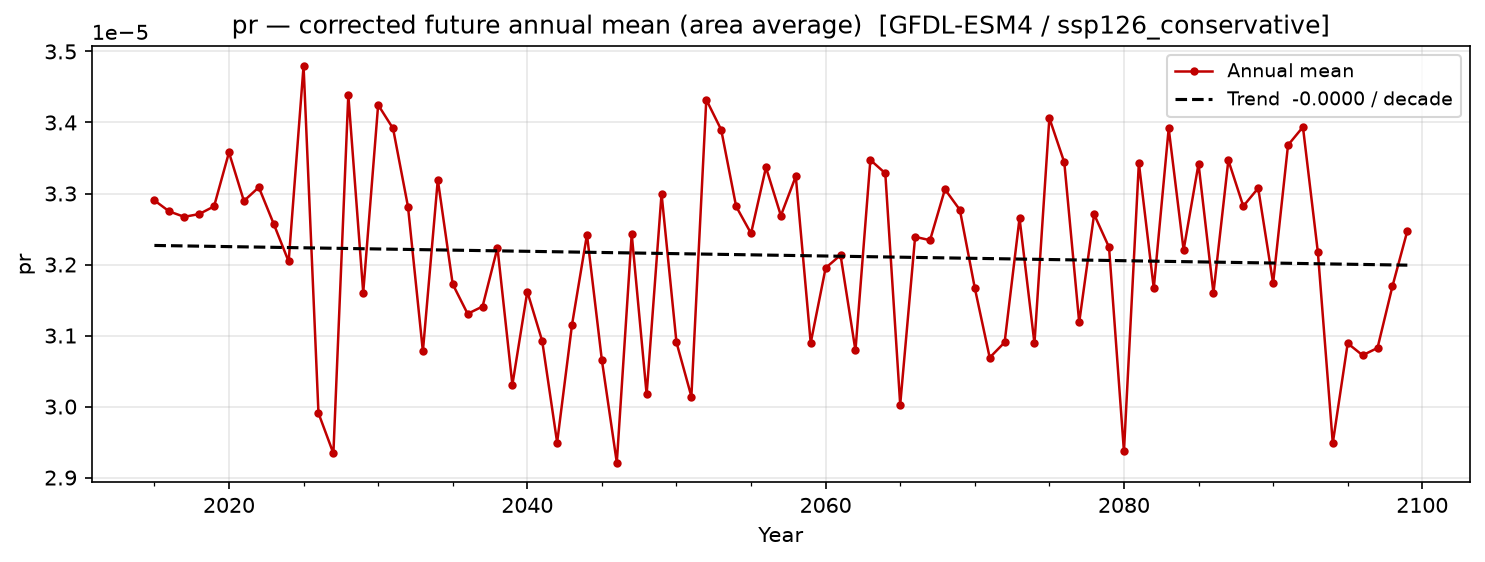 pr — corrected future annual mean (area average)  [GFDL-ESM4 / ssp126_conservative]
1e−5
3.5
3.4
3.3
3.2
3.1
3.0
2.9
pr
Annual mean
Trend  -0.0000 / decade
2020
2040
2060
2080
2100
Year